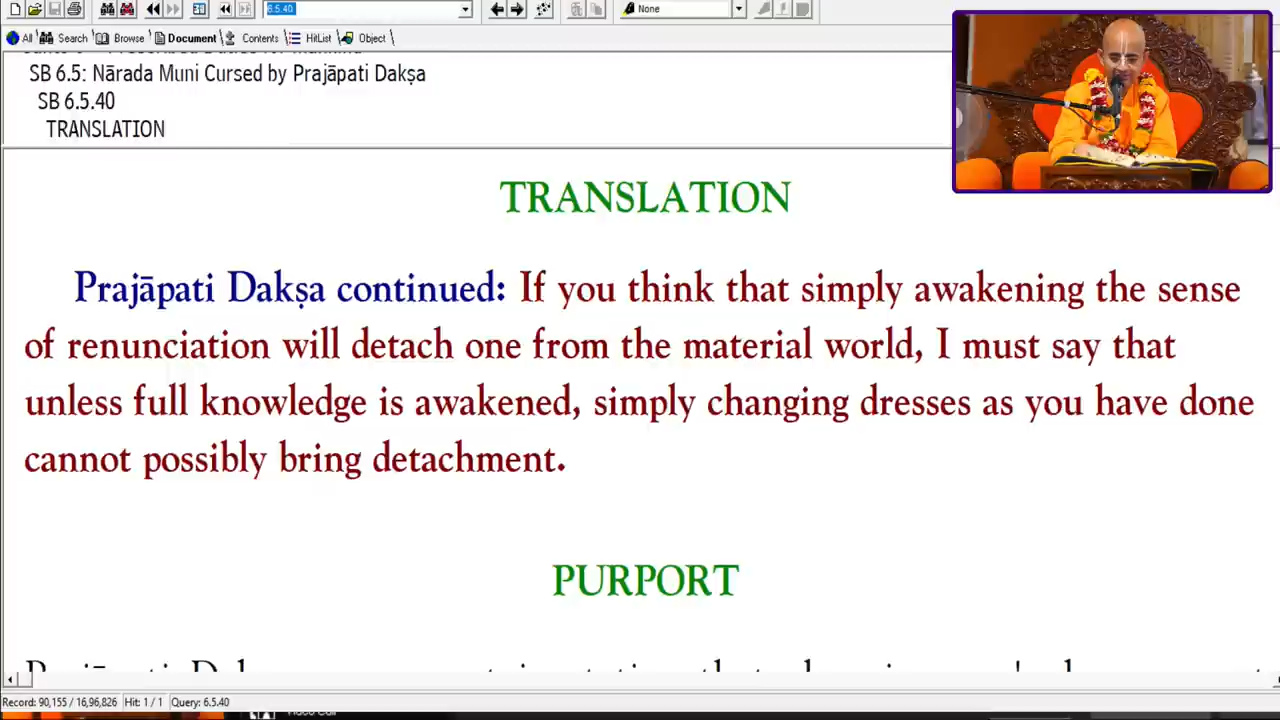 6.5.40
None
All Search Browse Document Contents HitList Object
SB 6.5: Nārada Muni Cursed by Prajāpati Dakṣa
SB 6.5.40
TRANSLATION
TRANSLATION
Prajāpati Dakṣa continued: If you think that simply awakening the sense
of renunciation will detach one from the material world, I must say that
unless full knowledge is awakened, simply changing dresses as you have done
cannot possibly bring detachment.
PURPORT
Record: 90,155 / 16,96,826 Hit: 1 / 1 Query: 6.5.40